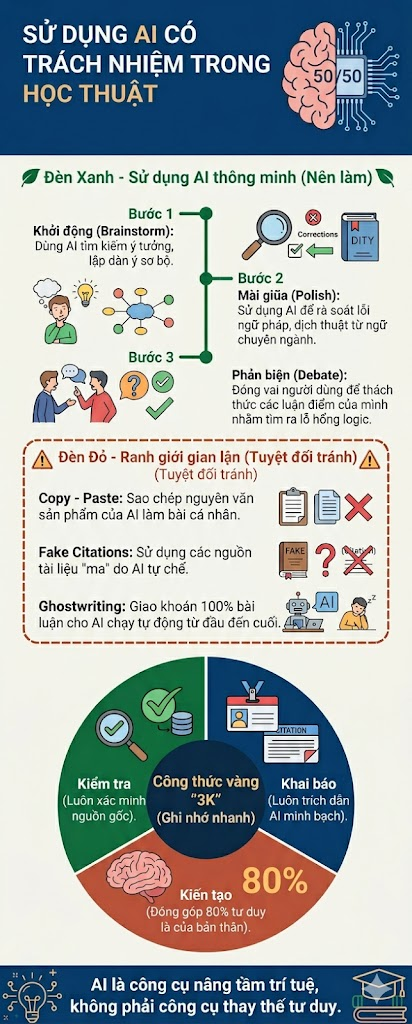 SỬ DỤNG AI CÓ
TRÁCH NHIỆM TRONG
HỌC THUẬT
50/50
Đèn Xanh - Sử dụng AI thông minh (Nên làm)
Bước 1
Khởi động (Brainstorm):
Dùng AI tìm kiếm ý tưởng,
lập dàn ý sơ bộ.
Corrections
DITY
Bước 2
Mài giũa (Polish):
Sử dụng AI để rà soát lỗi
ngữ pháp, dịch thuật từ ngữ
chuyên ngành.
Bước 3
Phản biện (Debate):
Đóng vai người dùng để thách
thức các luận điểm của mình
nhằm tìm ra lỗ hổng logic.
Đèn Đỏ - Ranh giới gian lận (Tuyệt đối tránh)
(Tuyệt đối tránh)
Copy - Paste: Sao chép nguyên văn
sản phẩm của AI làm bài cá nhân.
Fake Citations: Sử dụng các nguồn
tài liệu "ma" do AI tự chế.
FAKE
Ghostwriting: Giao khoán 100% bài
luận cho AI chạy tự động từ đầu đến cuối.
AI
Kiểm tra
(Luôn xác minh
nguồn gốc).
Công thức vàng
"3K"
(Ghi nhớ nhanh)
TATION
Khai báo
(Luôn trích dẫn
AI minh bạch).
80%
Kiến tạo
(Đóng góp 80% tư duy
là của bản thân).
AI là công cụ nâng tầm trí tuệ,
không phải công cụ thay thế tư duy.